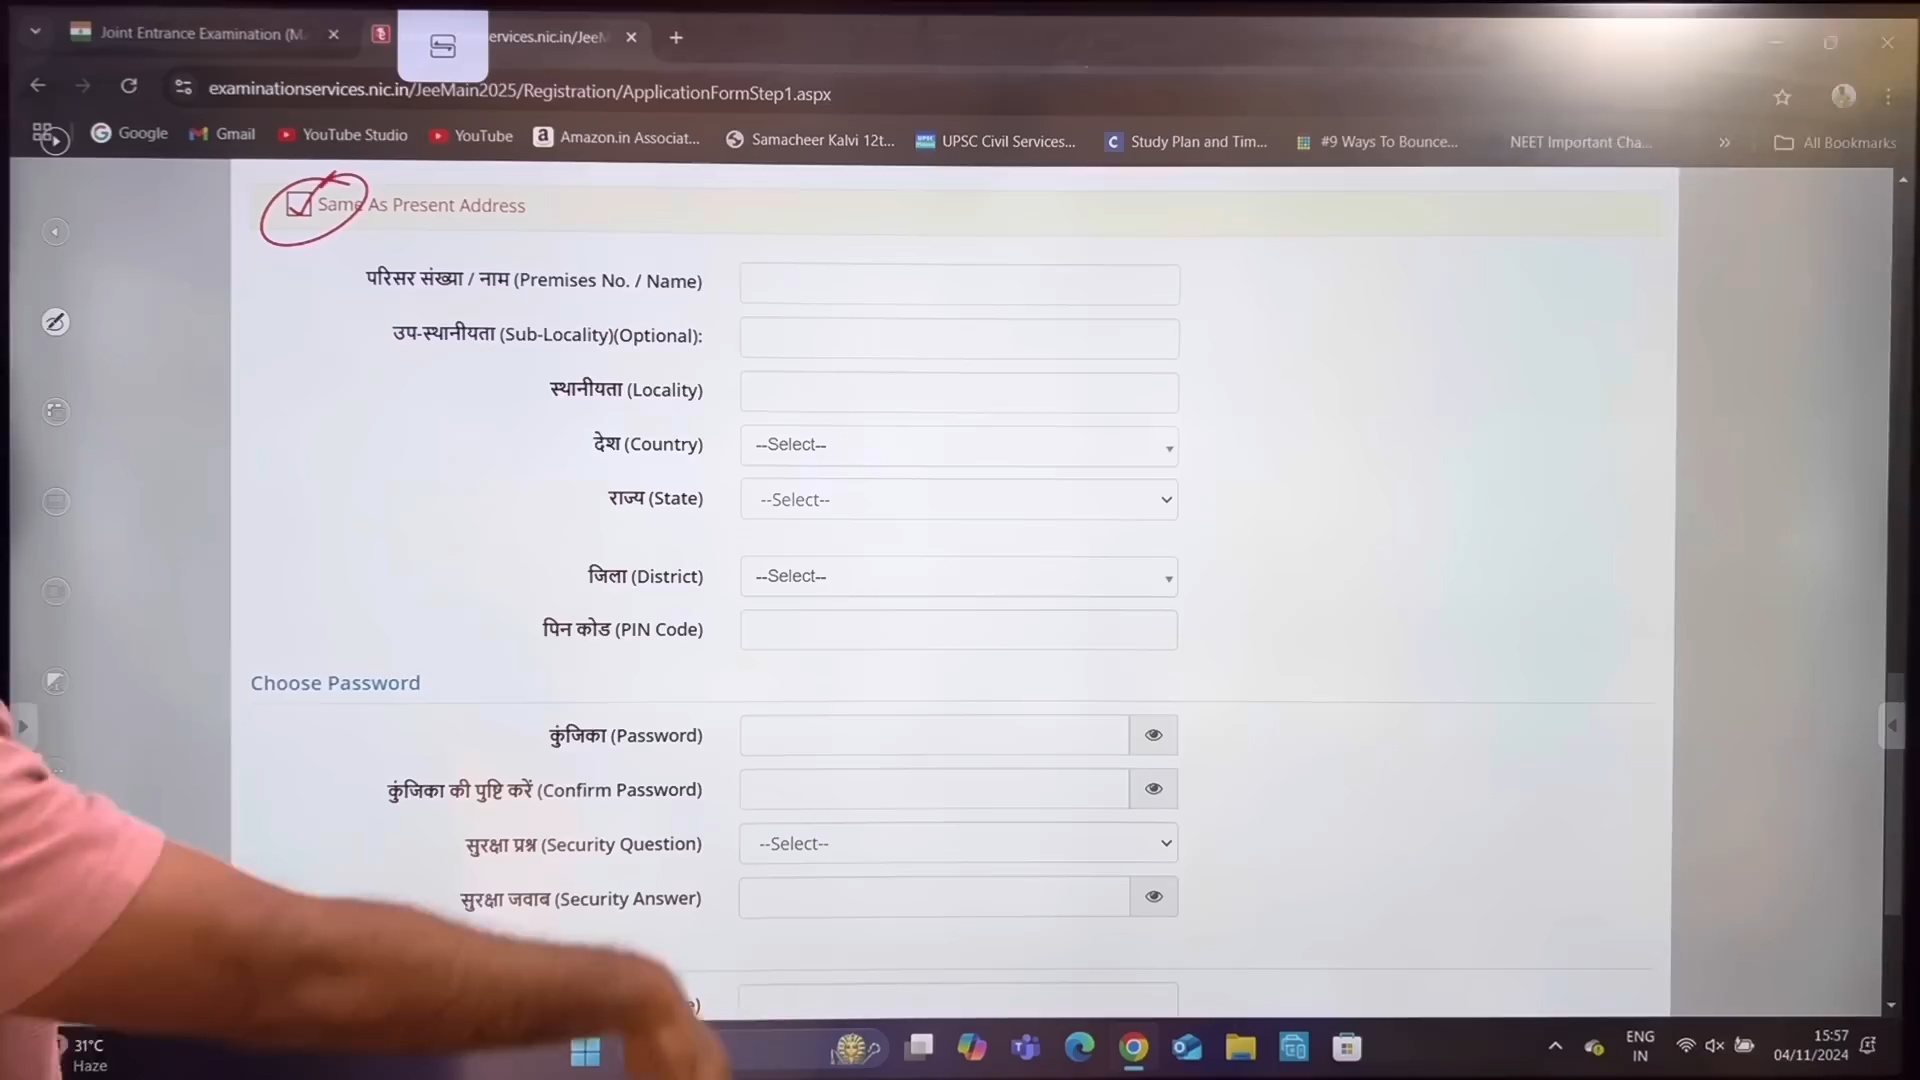 Joint Entrance Examination (M
ervices.nic.in/JeeM
examinationservices.nic.in/JeeMain2025/Registration/ApplicationFormStep1.aspx
Google
Gmail
YouTube Studio
YouTube
Amazon.in Associat...
Samacheer Kalvi 12t...
UPSC Civil Services...
Study Plan and Tim...
#9 Ways To Bounce...
NEET Important Cha...
»
All Bookmarks
Same As Present Address
परिसर संख्या / नाम (Premises No. / Name)
उप-स्थानीयता (Sub-Locality)(Optional):
स्थानीयता (Locality)
देश (Country)
--Select--
राज्य (State)
--Select--
जिला (District)
--Select--
पिन कोड (PIN Code)
Choose Password
कुंजिका (Password)
कुंजिका की पुष्टि करें (Confirm Password)
सुरक्षा प्रश्न (Security Question)
--Select--
सुरक्षा जवाब (Security Answer)
31°C
Haze
ENG
IN
15:57
04/11/2024